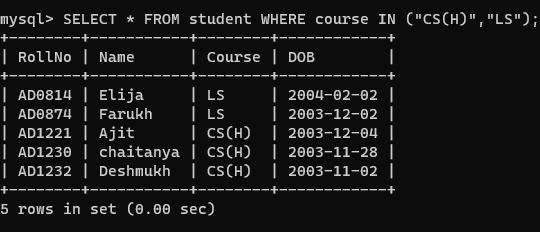 mysql> SELECT * FROM student WHERE course IN ("CS(H)","LS");
+--------+-----------+--------+------------+
| RollNo | Name      | Course | DOB        |
+--------+-----------+--------+------------+
| AD0814 | Elija     | LS     | 2004-02-02 |
| AD0874 | Farukh    | LS     | 2003-12-02 |
| AD1221 | Ajit      | CS(H)  | 2003-12-04 |
| AD1230 | chaitanya | CS(H)  | 2003-11-28 |
| AD1232 | Deshmukh  | CS(H)  | 2003-11-02 |
+--------+-----------+--------+------------+
5 rows in set (0.00 sec)